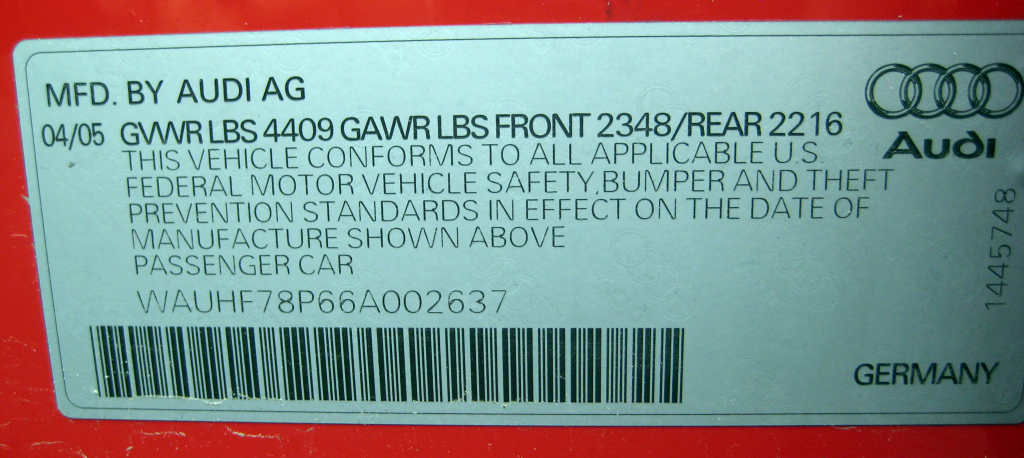 MFD. BY AUDI AG
04/05 GVWR LBS 4409 GAWR LBS FRONT 2348/REAR 2216
THIS VEHICLE CONFORMS TO ALL APPLICABLE U.S.
FEDERAL MOTOR VEHICLE SAFETY,BUMPER AND THEFT
PREVENTION STANDARDS IN EFFECT ON THE DATE OF
MANUFACTURE SHOWN ABOVE
PASSENGER CAR
WAUHF78P66A002637
Audi
1445748
GERMANY